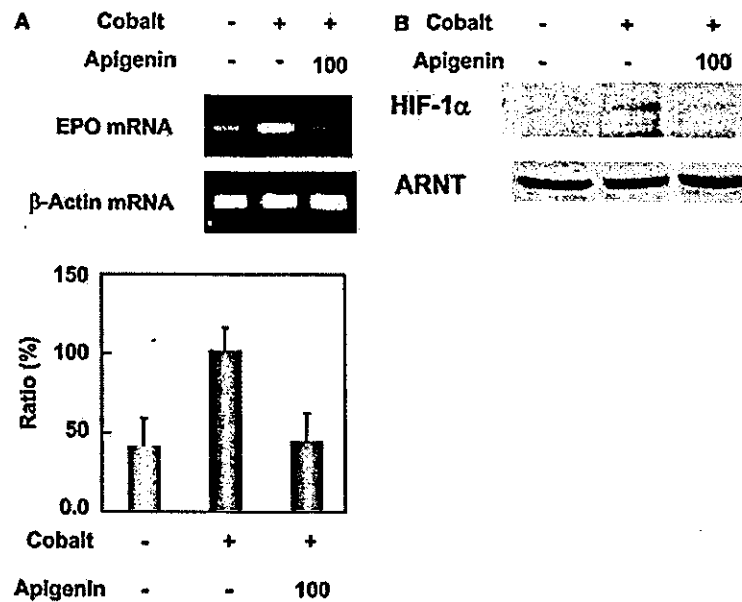 A Cobalt - + +
Apigenin - - 100
EPO mRNA
β-Actin mRNA
150
100
50
0.0
Ratio (%)
Cobalt - + +
Apigenin - - 100
B Cobalt - + +
Apigenin 100
HIF-1α
ARNT